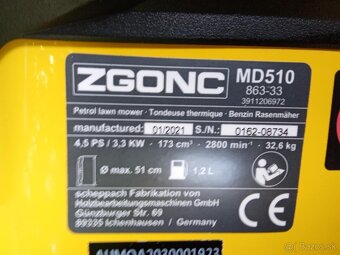 ZGONC MD510
863-33
3911206972
Petrol lawn mower · Tondeuse thermique · Benzin Rasenmäher
manufactured: 01/2021 S./N.: 0162-08734
4,5 PS / 3,3 KW · 173 cm³ · 2800 min⁻¹ · 32,6 kg
Ø max. 51 cm 1,2 L
scheppach Fabrikation von
Holzbearbeitungsmaschinen GmbH
Günzburger Str. 69
89335 Ichenhausen / Germany
bazos.sk